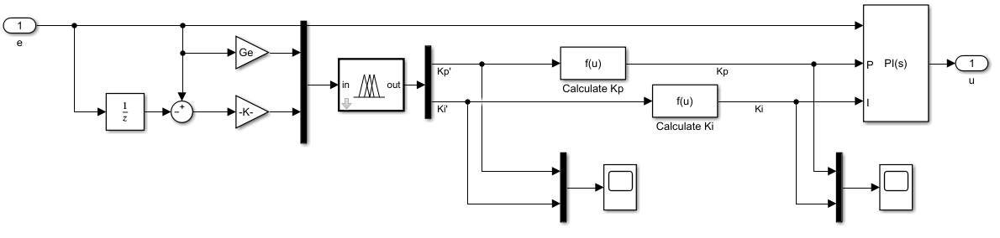 1
e
Ge
1
z
-K-
-
+
in
out
Kp'
Ki'
f(u)
Calculate Kp
f(u)
Calculate Ki
Kp
Ki
P
I
PI(s)
1
u